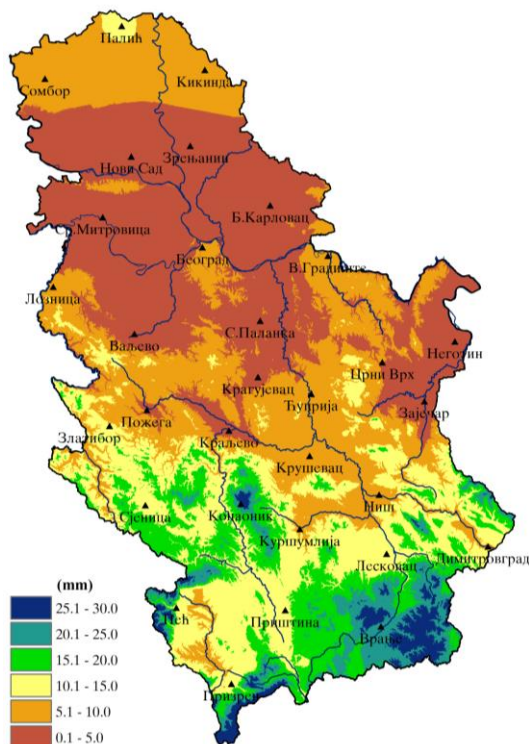 Палић
Кикинда
Сомбор
Зрењанин
Нови Сад
Б.Карловац
Ср.Митровица
Београд
В.Градиште
Лозница
С.Паланка
Ваљево
Неготин
Црни Врх
Крагујевац
Ћуприја
Зајечар
Пожега
Златибор
Краљево
Крушевац
Сјеница
Копаоник
Ниш
Куршумлија
Лесковац
Димитровград
(mm)
25.1 - 30.0
20.1 - 25.0
15.1 - 20.0
10.1 - 15.0
5.1 - 10.0
0.1 - 5.0
Пећ
Приштина
Врање
Призрен